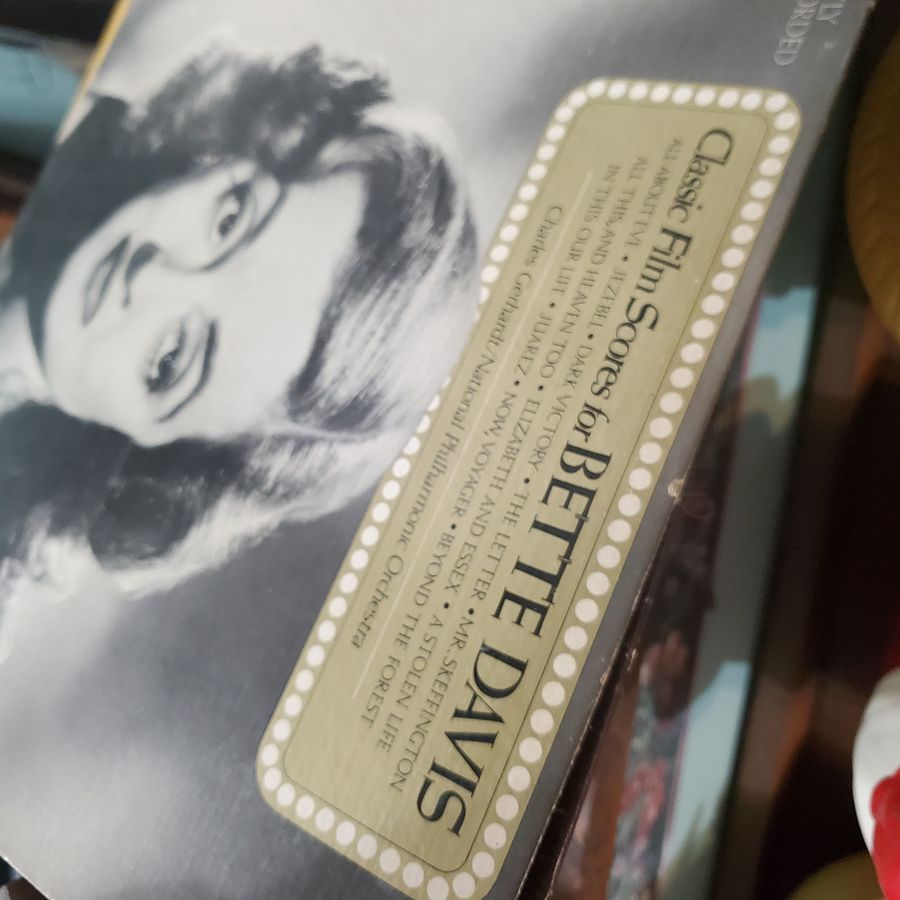 Classic Film Scores for BETTE DAVIS
ALL ABOUT EVE • JEZEBEL • DARK VICTORY • THE LETTER • MR. SKEFFINGTON
ALL THIS, AND HEAVEN TOO • ELIZABETH AND ESSEX • A STOLEN LIFE
IN THIS OUR LIFE • JUAREZ • NOW, VOYAGER • BEYOND THE FOREST
Charles Gerhardt/National Philharmonic Orchestra